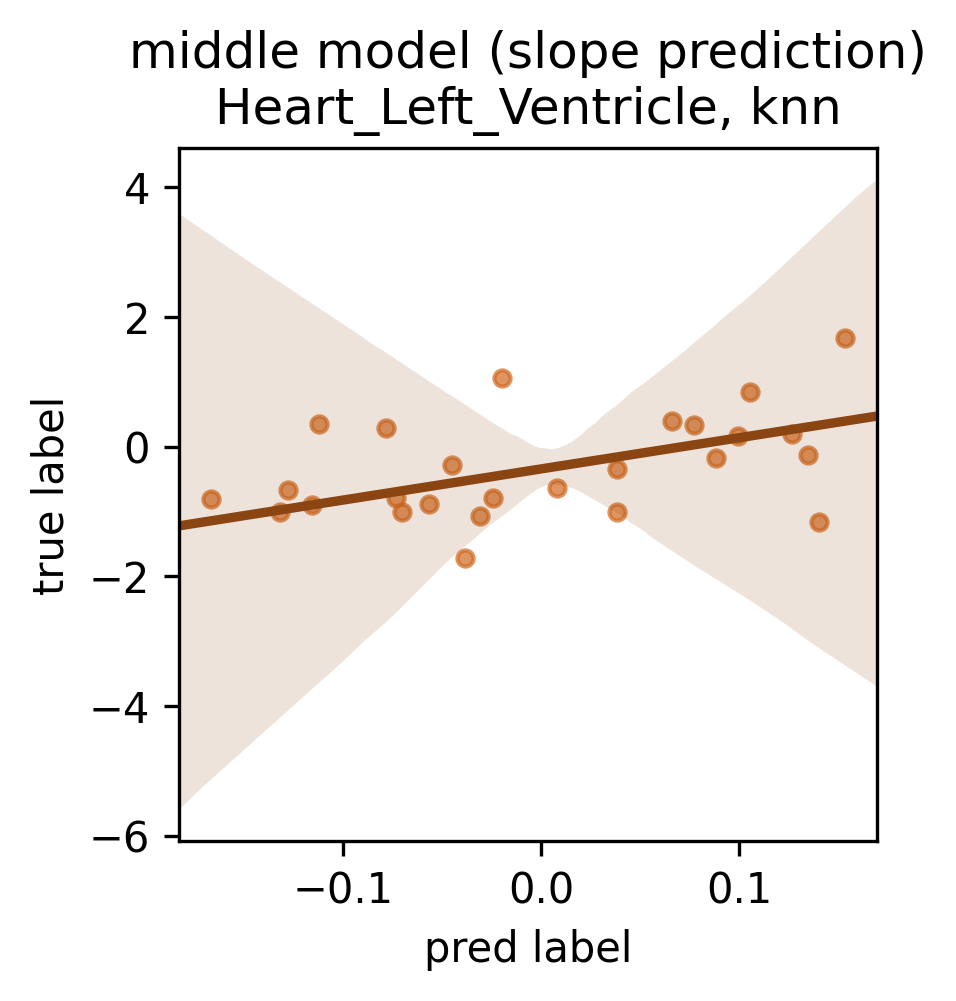 middle model (slope prediction)
Heart_Left_Ventricle, knn
4
2
0
−2
−4
−6
true label
−0.1
0.0
0.1
pred label